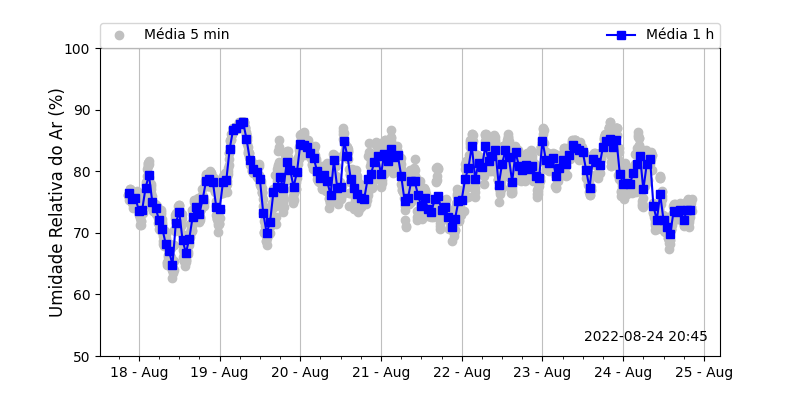 Média 5 min
Média 1 h
Umidade Relativa do Ar (%)
100
90
80
70
60
50
2022-08-24 20:45
18 - Aug
19 - Aug
20 - Aug
21 - Aug
22 - Aug
23 - Aug
24 - Aug
25 - Aug